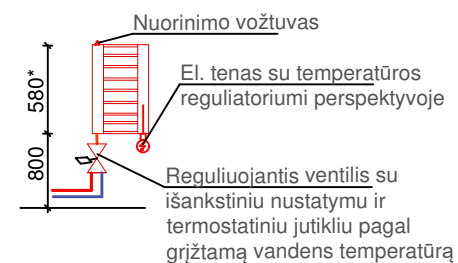 Nuorinimo vožtuvas
580*
El. tenas su temperatūros
reguliatoriumi perspektyvoje
800
Reguliuojantis ventilis su
išankstiniu nustatymu ir
termostatiniu jutikliu pagal
grįžtamą vandens temperatūrą